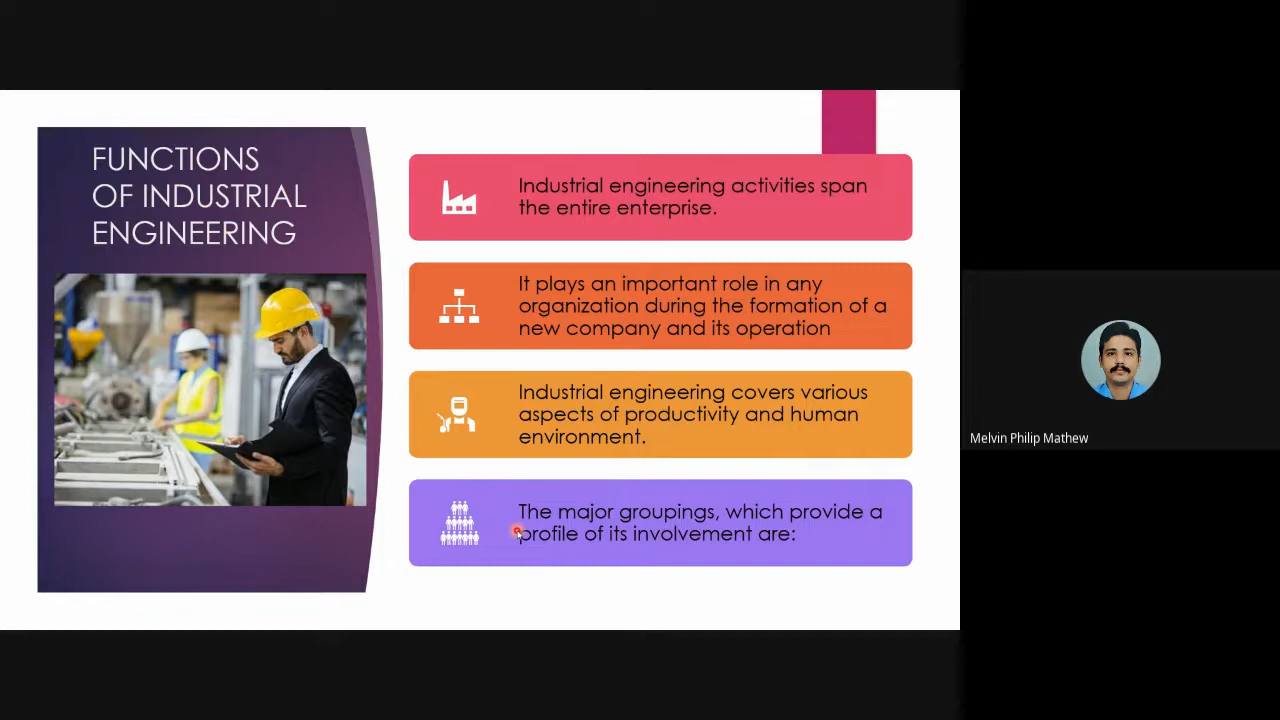 FUNCTIONS
OF INDUSTRIAL
ENGINEERING
Industrial engineering activities span
the entire enterprise.
It plays an important role in any
organization during the formation of a
new company and its operation
Industrial engineering covers various
aspects of productivity and human
environment.
The major groupings, which provide a
profile of its involvement are:
Melvin Philip Mathew